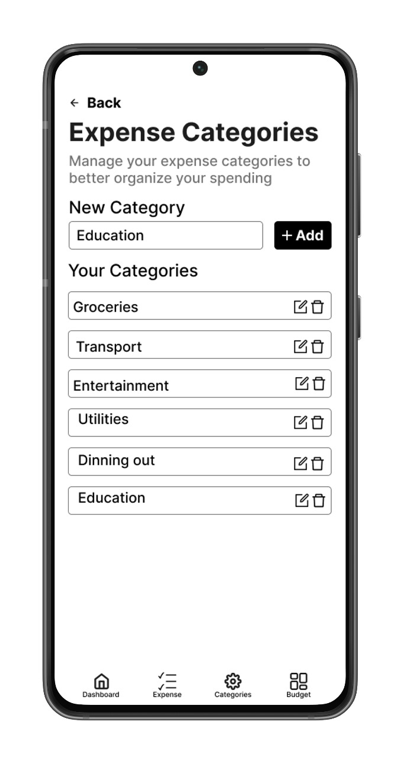 ← Back
Expense Categories
Manage your expense categories to
better organize your spending
New Category
Education
+ Add
Your Categories
Groceries
Transport
Entertainment
Utilities
Dinning out
Education
Dashboard Expense Categories Budget